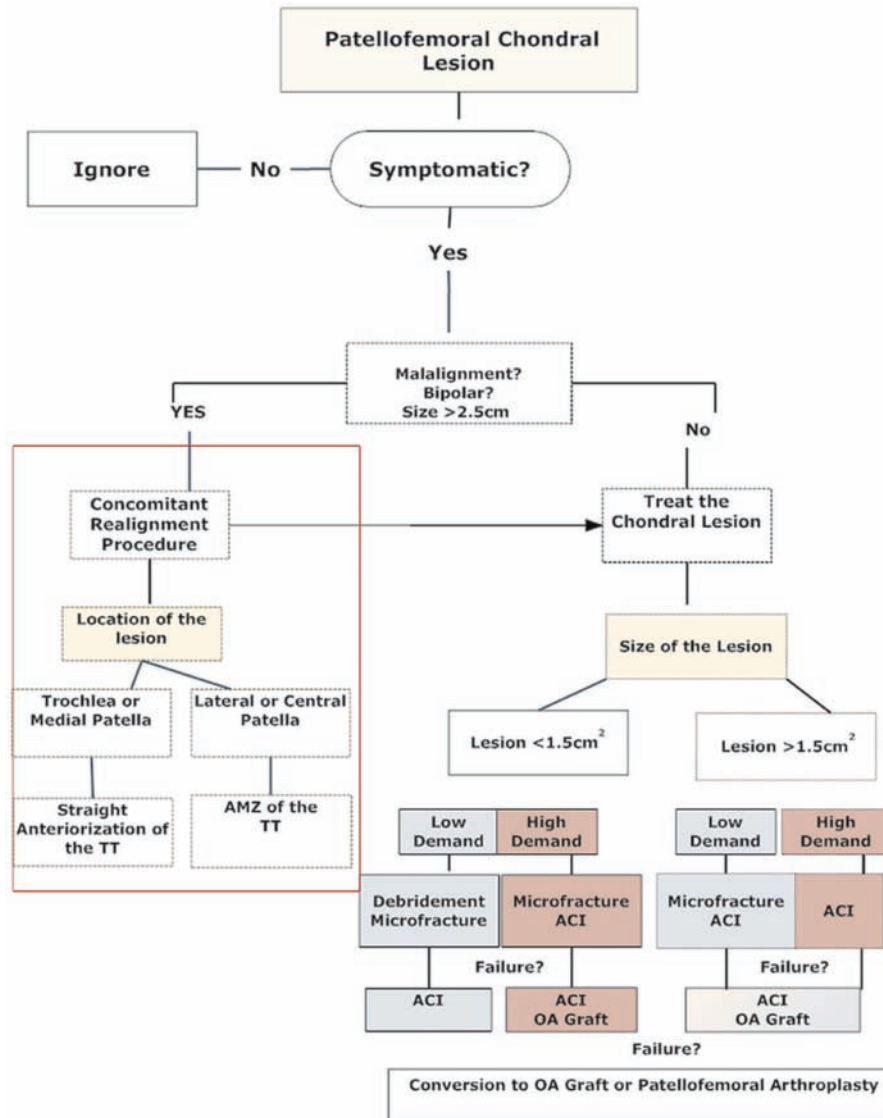 Patellofemoral Chondral
Lesion
Ignore
No
Symptomatic?
Yes
Malalignment?
Bipolar?
Size >2.5cm
YES
No
Concomitant
Realignment
Procedure
Treat the
Chondral Lesion
Location of the
lesion
Size of the Lesion
Trochlea or
Medial Patella
Lateral or Central
Patella
Lesion <1.5cm²
Lesion >1.5cm²
Straight
Anteriorization of
the TT
AMZ of the
TT
Low
Demand
High
Demand
Low
Demand
High
Demand
Debridement
Microfracture
Microfracture
ACI
Microfracture
ACI
ACI
Failure?
Failure?
ACI
ACI
OA Graft
ACI
OA Graft
Failure?
Conversion to OA Graft or Patellofemoral Arthroplasty